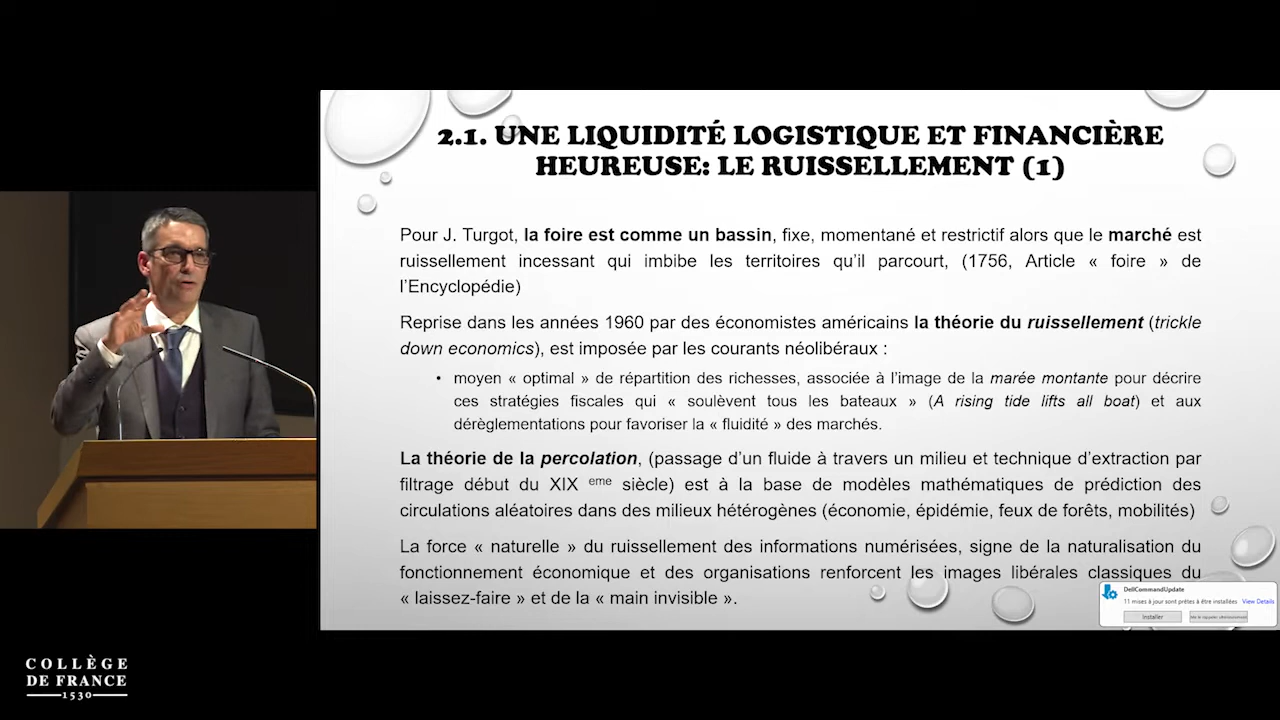 2.1. UNE LIQUIDITÉ LOGISTIQUE ET FINANCIÈRE
HEUREUSE: LE RUISSELLEMENT (1)
Pour J. Turgot, la foire est comme un bassin, fixe, momentané et restrictif alors que le marché est
ruissellement incessant qui imbibe les territoires qu'il parcourt, (1756, Article « foire » de
l'Encyclopédie)
Reprise dans les années 1960 par des économistes américains la théorie du ruissellement (trickle
down economics), est imposée par les courants néolibéraux :
• moyen « optimal » de répartition des richesses, associée à l'image de la marée montante pour décrire
ces stratégies fiscales qui « soulèvent tous les bateaux » (A rising tide lifts all boat) et aux
dérèglementations pour favoriser la « fluidité » des marchés.
La théorie de la percolation, (passage d'un fluide à travers un milieu et technique d'extraction par
filtrage début du XIX eme siècle) est à la base de modèles mathématiques de prédiction des
circulations aléatoires dans des milieux hétérogènes (économie, épidémie, feux de forêts, mobilités)
La force « naturelle » du ruissellement des informations numérisées, signe de la naturalisation du
fonctionnement économique et des organisations renforcent les images libérales classiques du
« laissez-faire » et de la « main invisible ».
DellCommandUpdate
11 mises à jour sont prêtes à être installées View Details
Installer
COLLÈGE
DE FRANCE
1530